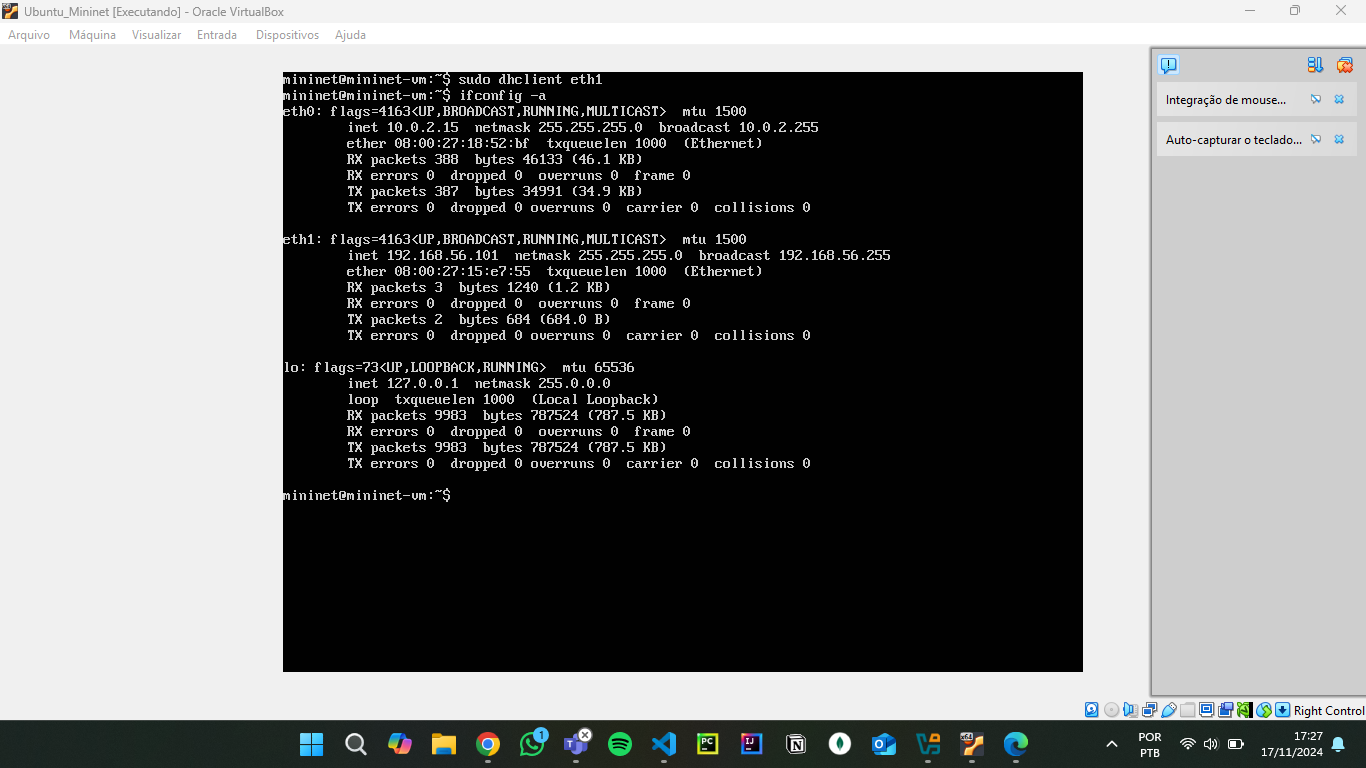 Ubuntu_Mininet [Executando] - Oracle VirtualBox
Arquivo Máquina Visualizar Entrada Dispositivos Ajuda
mininet@mininet-vm:~$ sudo dhclient eth1
mininet@mininet-vm:~$ ifconfig -a
eth0: flags=4163<UP,BROADCAST,RUNNING,MULTICAST>  mtu 1500
        inet 10.0.2.15  netmask 255.255.255.0  broadcast 10.0.2.255
        ether 08:00:27:18:52:bf  txqueuelen 1000  (Ethernet)
        RX packets 388  bytes 46133 (46.1 KB)
        RX errors 0  dropped 0  overruns 0  frame 0
        TX packets 387  bytes 34991 (34.9 KB)
        TX errors 0  dropped 0 overruns 0  carrier 0  collisions 0
eth1: flags=4163<UP,BROADCAST,RUNNING,MULTICAST>  mtu 1500
        inet 192.168.56.101  netmask 255.255.255.0  broadcast 192.168.56.255
        ether 08:00:27:15:e7:55  txqueuelen 1000  (Ethernet)
        RX packets 3  bytes 1240 (1.2 KB)
        RX errors 0  dropped 0  overruns 0  frame 0
        TX packets 2  bytes 684 (684.0 B)
        TX errors 0  dropped 0 overruns 0  carrier 0  collisions 0
lo: flags=73<UP,LOOPBACK,RUNNING>  mtu 65536
        inet 127.0.0.1  netmask 255.0.0.0
        loop  txqueuelen 1000  (Local Loopback)
        RX packets 9983  bytes 787524 (787.5 KB)
        RX errors 0  dropped 0  overruns 0  frame 0
        TX packets 9983  bytes 787524 (787.5 KB)
        TX errors 0  dropped 0 overruns 0  carrier 0  collisions 0
mininet@mininet-vm:~$
Integração de mouse...
Auto-capturar o teclado...
Right Control
1
PC
IJ
POR
PTB
17:27
17/11/2024